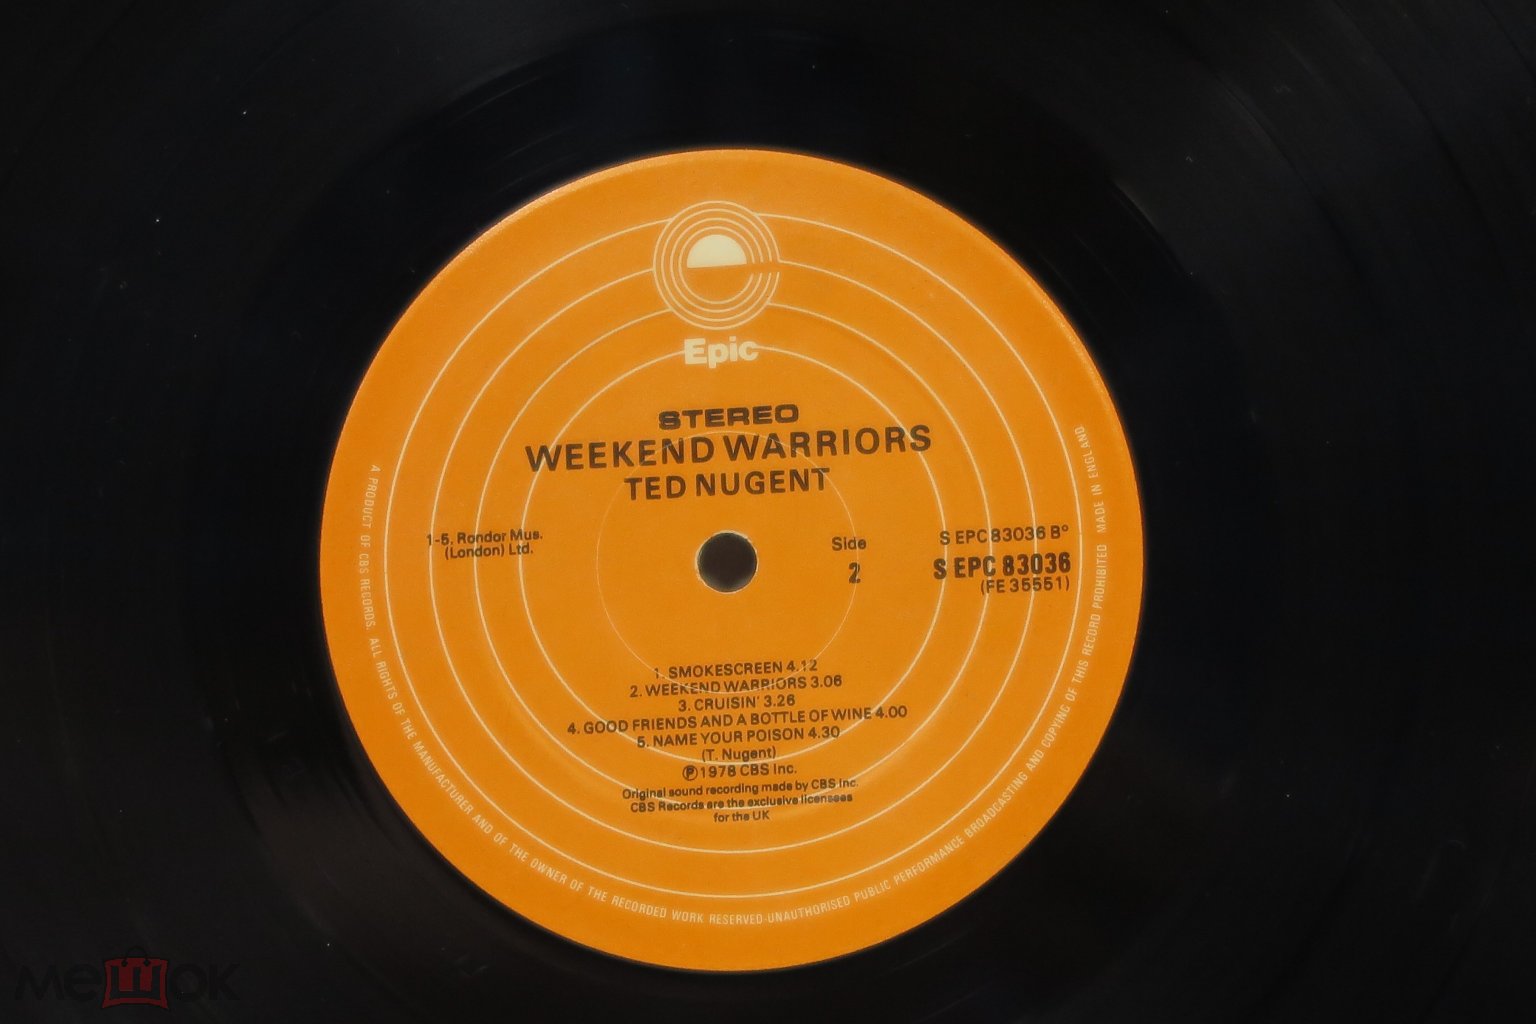 Epic
STEREO
WEEKEND WARRIORS
TED NUGENT
1-5. Rondor Mus.
(London) Ltd.
Side
2
S EPC 83036 B°
S EPC 83036
(FE 35551)
1. SMOKESCREEN 4.12
2. WEEKEND WARRIORS 3.06
3. CRUISIN' 3.26
4. GOOD FRIENDS AND A BOTTLE OF WINE 4.00
5. NAME YOUR POISON 4.30
(T. Nugent)
℗ 1978 CBS Inc.
Original sound recording made by CBS Inc.
CBS Records are the exclusive licensees
for the UK
A PRODUCT OF CBS RECORDS. ALL RIGHTS OF THE MANUFACTURER AND OF THE OWNER OF THE RECORDED WORK RESERVED·UNAUTHORISED PUBLIC PERFORMANCE BROADCASTING AND COPYING OF THIS RECORD PROHIBITED MADE IN ENGLAND
мешок